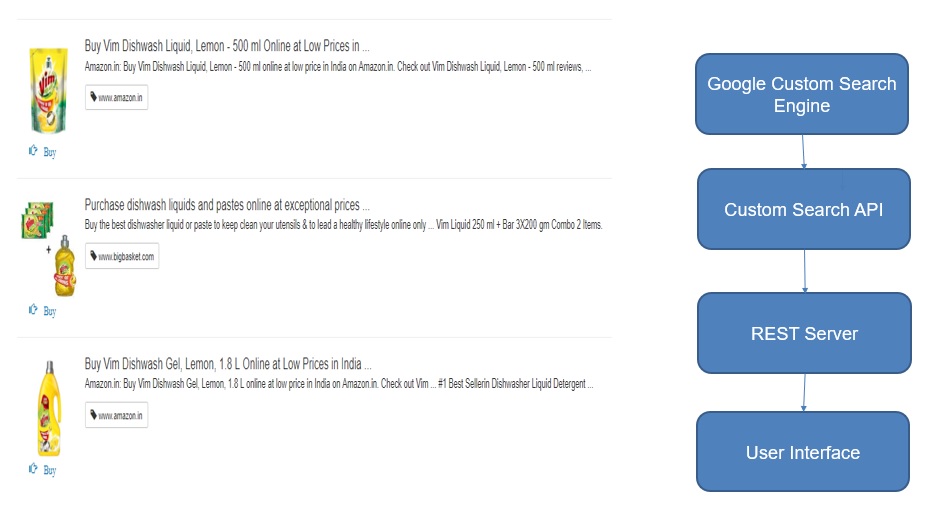 Buy Vim Dishwash Liquid, Lemon - 500 ml Online at Low Prices in ...
Amazon.in: Buy Vim Dishwash Liquid, Lemon - 500 ml online at low price in India on Amazon.in. Check out Vim Dishwash Liquid, Lemon - 500 ml reviews, ...
www.amazon.in
Vim
Buy
Purchase dishwash liquids and pastes online at exceptional prices ...
Buy the best dishwasher liquid or paste to keep clean your utensils & to lead a healthy lifestyle online only ... Vim Liquid 250 ml + Bar 3X200 gm Combo 2 Items.
www.bigbasket.com
+
Buy
Buy Vim Dishwash Gel, Lemon, 1.8 L Online at Low Prices in India ...
Amazon.in: Buy Vim Dishwash Gel, Lemon, 1.8 L online at low price in India on Amazon.in. Check out Vim ... #1 Best Sellerin Dishwasher Liquid Detergent ...
www.amazon.in
Buy
Google Custom Search
Engine
Custom Search API
REST Server
User Interface